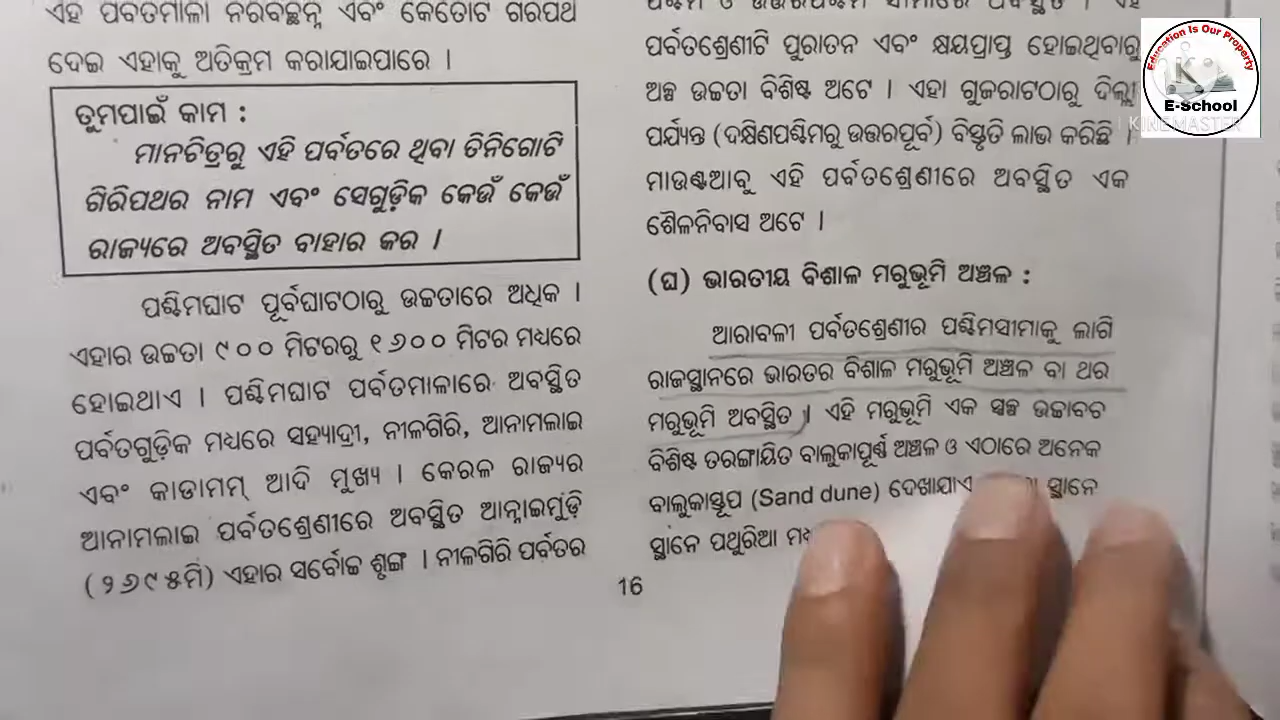 ଏହି ପର୍ବତମାଳା ନିରବଚ୍ଛିନ୍ନ ଏବଂ କେତୋଟି ଗିରିପଥ
ଦେଇ ଏହାକୁ ଅତିକ୍ରମ କରାଯାଇପାରେ ।
ତୁମପାଇଁ କାମ :
ମାନଚିତ୍ରରୁ ଏହି ପର୍ବତରେ ଥିବା ତିନିଗୋଟି
ଗିରିପଥର ନାମ ଏବଂ ସେଗୁଡ଼ିକ କେଉଁ କେଉଁ
ରାଜ୍ୟରେ ଅବସ୍ଥିତ ବାହାର କର ।
ପଶ୍ଚିମଘାଟ ପୂର୍ବଘାଟଠାରୁ ଉଚ୍ଚତାରେ ଅଧିକ ।
ଏହାର ଉଚ୍ଚତା ୯୦୦ ମିଟରରୁ ୧୬୦୦ ମିଟର ମଧ୍ୟରେ
ହୋଇଥାଏ । ପଶ୍ଚିମଘାଟ ପର୍ବତମାଳାରେ ଅବସ୍ଥିତ
ପର୍ବତଗୁଡ଼ିକ ମଧ୍ୟରେ ସହ୍ୟାଦ୍ରୀ, ନୀଳଗିରି, ଆନାମଲାଇ
ଏବଂ କାଡାମମ୍ ଆଦି ମୁଖ୍ୟ । କେରଳ ରାଜ୍ୟର
ଆନାମଲାଇ ପର୍ବତଶ୍ରେଣୀରେ ଅବସ୍ଥିତ ଆନ୍ନାଇମୁଡ଼ି
(୨୬୯୫ମି) ଏହାର ସର୍ବୋଚ୍ଚ ଶୃଙ୍ଗ । ନୀଳଗିରି ପର୍ବତର
ପଶ୍ଚିମ ଓ ଉତ୍ତରପଶ୍ଚିମ ସୀମାରେ ଅବସ୍ଥିତ । ଏହି
ପର୍ବତଶ୍ରେଣୀଟି ପୁରାତନ ଏବଂ କ୍ଷୟପ୍ରାପ୍ତ ହୋଇଥିବାରୁ
ଅଳ୍ପ ଉଚ୍ଚତା ବିଶିଷ୍ଟ ଅଟେ । ଏହା ଗୁଜରାଟଠାରୁ ଦିଲ୍ଲୀ
ପର୍ଯ୍ୟନ୍ତ (ଦକ୍ଷିଣପଶ୍ଚିମରୁ ଉତ୍ତରପୂର୍ବ) ବିସ୍ତୃତି ଲାଭ କରିଛି ।
ମାଉଣ୍ଟଆବୁ ଏହି ପର୍ବତଶ୍ରେଣୀରେ ଅବସ୍ଥିତ ଏକ
ଶୈଳନିବାସ ଅଟେ ।
(ଘ) ଭାରତୀୟ ବିଶାଳ ମରୁଭୂମି ଅଞ୍ଚଳ :
ଆରାବଳୀ ପର୍ବତଶ୍ରେଣୀର ପଶ୍ଚିମସୀମାକୁ ଲାଗି
ରାଜସ୍ଥାନରେ ଭାରତର ବିଶାଳ ମରୁଭୂମି ଅଞ୍ଚଳ ବା ଥର
ମରୁଭୂମି ଅବସ୍ଥିତ । ଏହି ମରୁଭୂମି ଏକ ସ୍ୱଳ୍ପ ଉଚ୍ଚାବଚ
ବିଶିଷ୍ଟ ତରଙ୍ଗାୟିତ ବାଲୁକାପୂର୍ଣ୍ଣ ଅଞ୍ଚଳ ଓ ଏଠାରେ ଅନେକ
ବାଲୁକାସ୍ତୂପ (Sand dune) ଦେଖାଯାଏ ସ୍ଥାନେ
ସ୍ଥାନେ ପଥୁରିଆ
16
Education Is Our Property
K
E-school
KINEMASTER